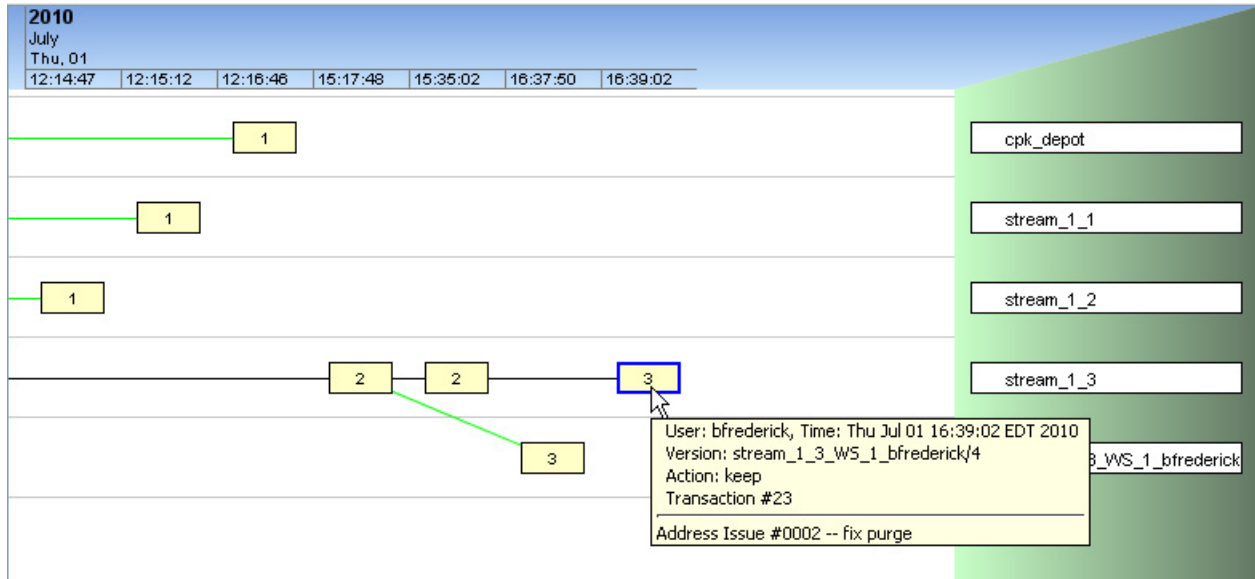 2010
July
Thu, 01
12:14:47 12:15:12 12:16:46 15:17:48 15:35:02 16:37:50 16:39:02
1 cpk_depot
1 stream_1_1
1 stream_1_2
2 2 3 stream_1_3
3 3_WS_1_bfrederick
User: bfrederick, Time: Thu Jul 01 16:39:02 EDT 2010
Version: stream_1_3_WS_1_bfrederick/4
Action: keep
Transaction #23
Address Issue #0002 -- fix purge